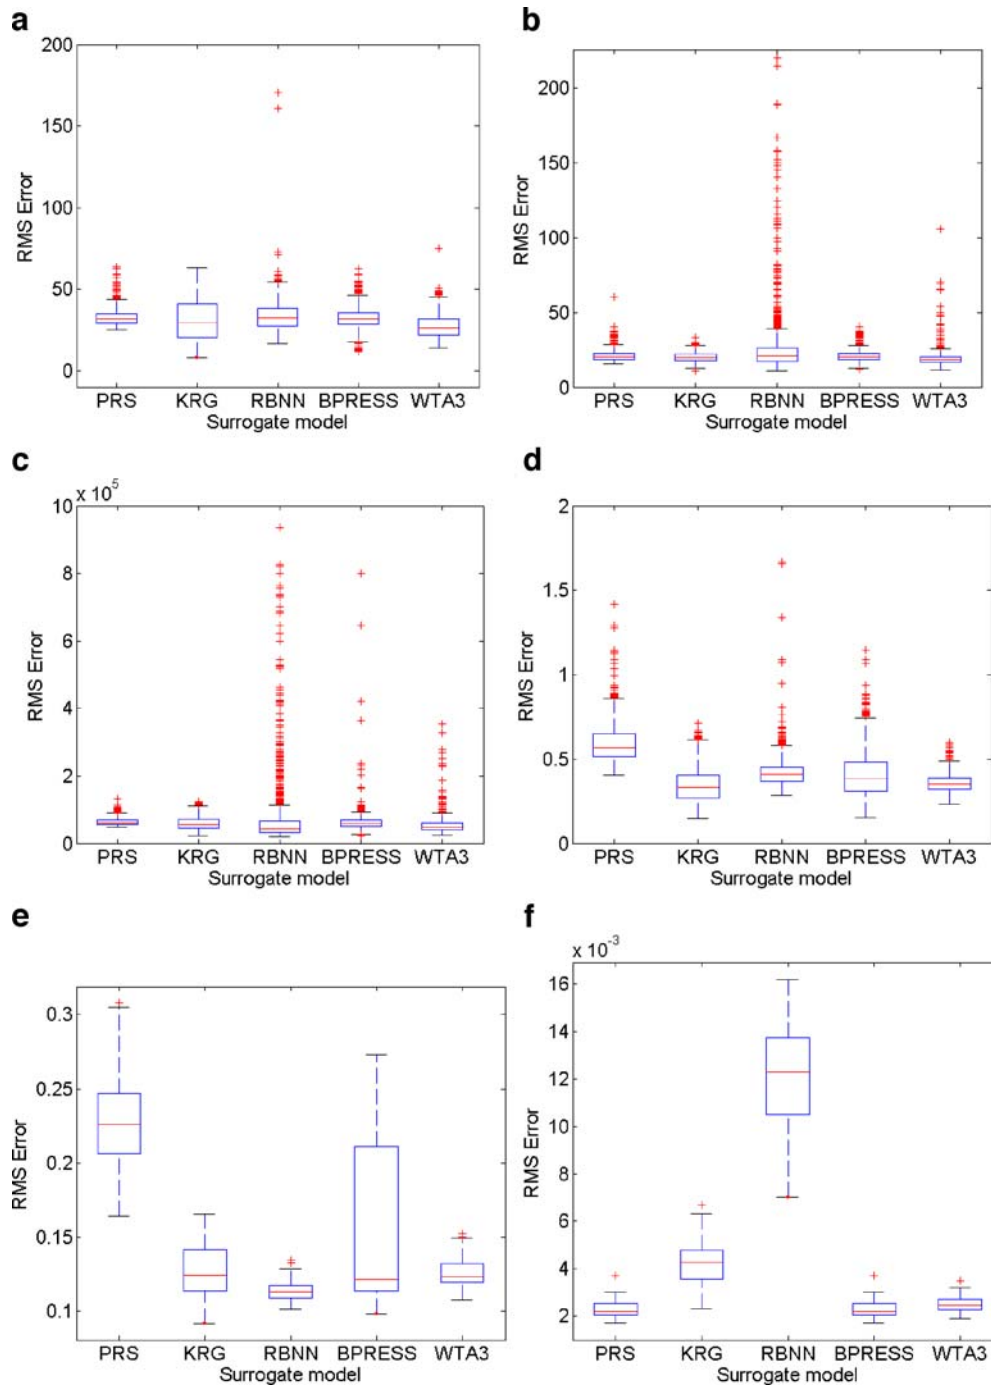 a
200
150
100
50
0
RMS Error
PRS KRG RBNN BPRESS WTA3
Surrogate model
b
200
150
100
50
0
RMS Error
PRS KRG RBNN BPRESS WTA3
Surrogate model
c
x 10^5
10
8
6
4
2
0
RMS Error
PRS KRG RBNN BPRESS WTA3
Surrogate model
d
2
1.5
1
0.5
0
RMS Error
PRS KRG RBNN BPRESS WTA3
Surrogate model
e
0.3
0.25
0.2
0.15
0.1
RMS Error
PRS KRG RBNN BPRESS WTA3
Surrogate model
f
x 10^-3
16
14
12
10
8
6
4
2
RMS Error
PRS KRG RBNN BPRESS WTA3
Surrogate model